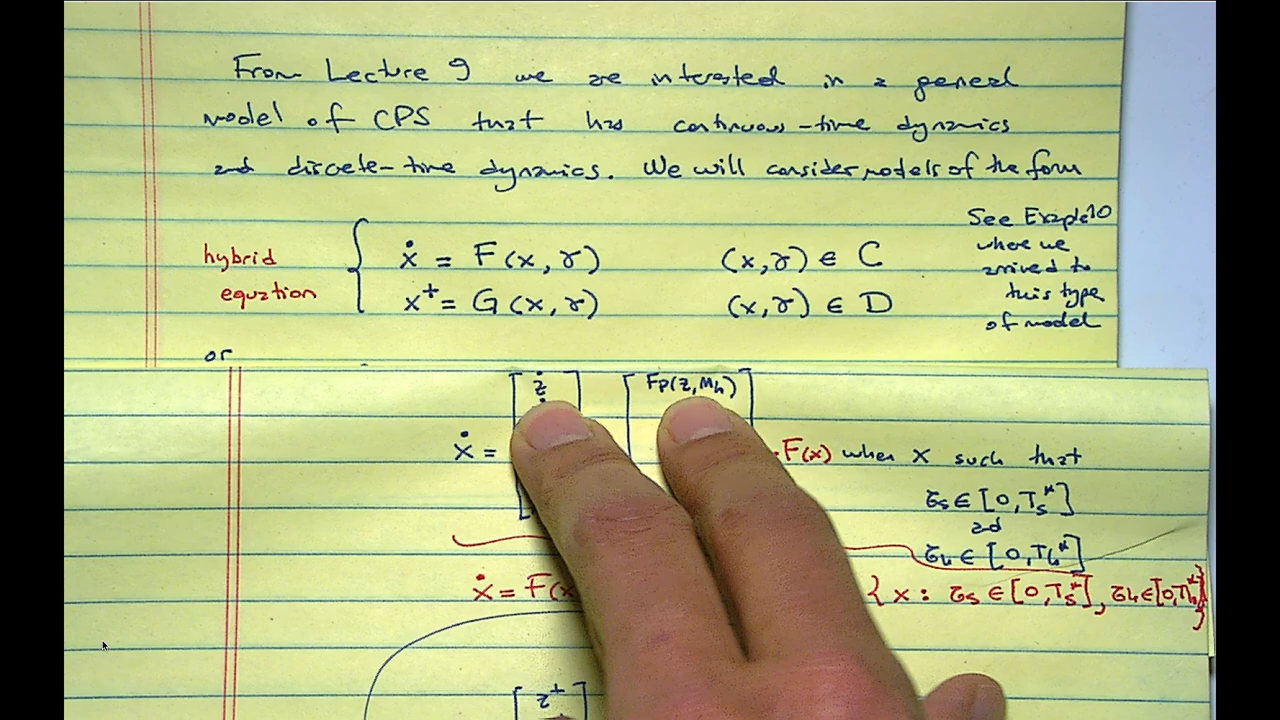 From Lecture 9 we are interested in a general
model of CPS that has continuous-time dynamics
and discete-time dynamics. We will consider models of the form
hybrid equation { ẋ = F(x, γ) (x, γ) ∈ C
x⁺ = G(x, γ) (x, γ) ∈ D
See Example 10
where we
arrived to
this type
of model
or
ż Fp(z, mh)
ẋ = F(x) when x such that
τs ∈ [0, Ts*]
and
τh ∈ [0, Th*]
ẋ = F(x { x : τs ∈ [0, Ts*], τh ∈ [0, Th*] }
z⁺